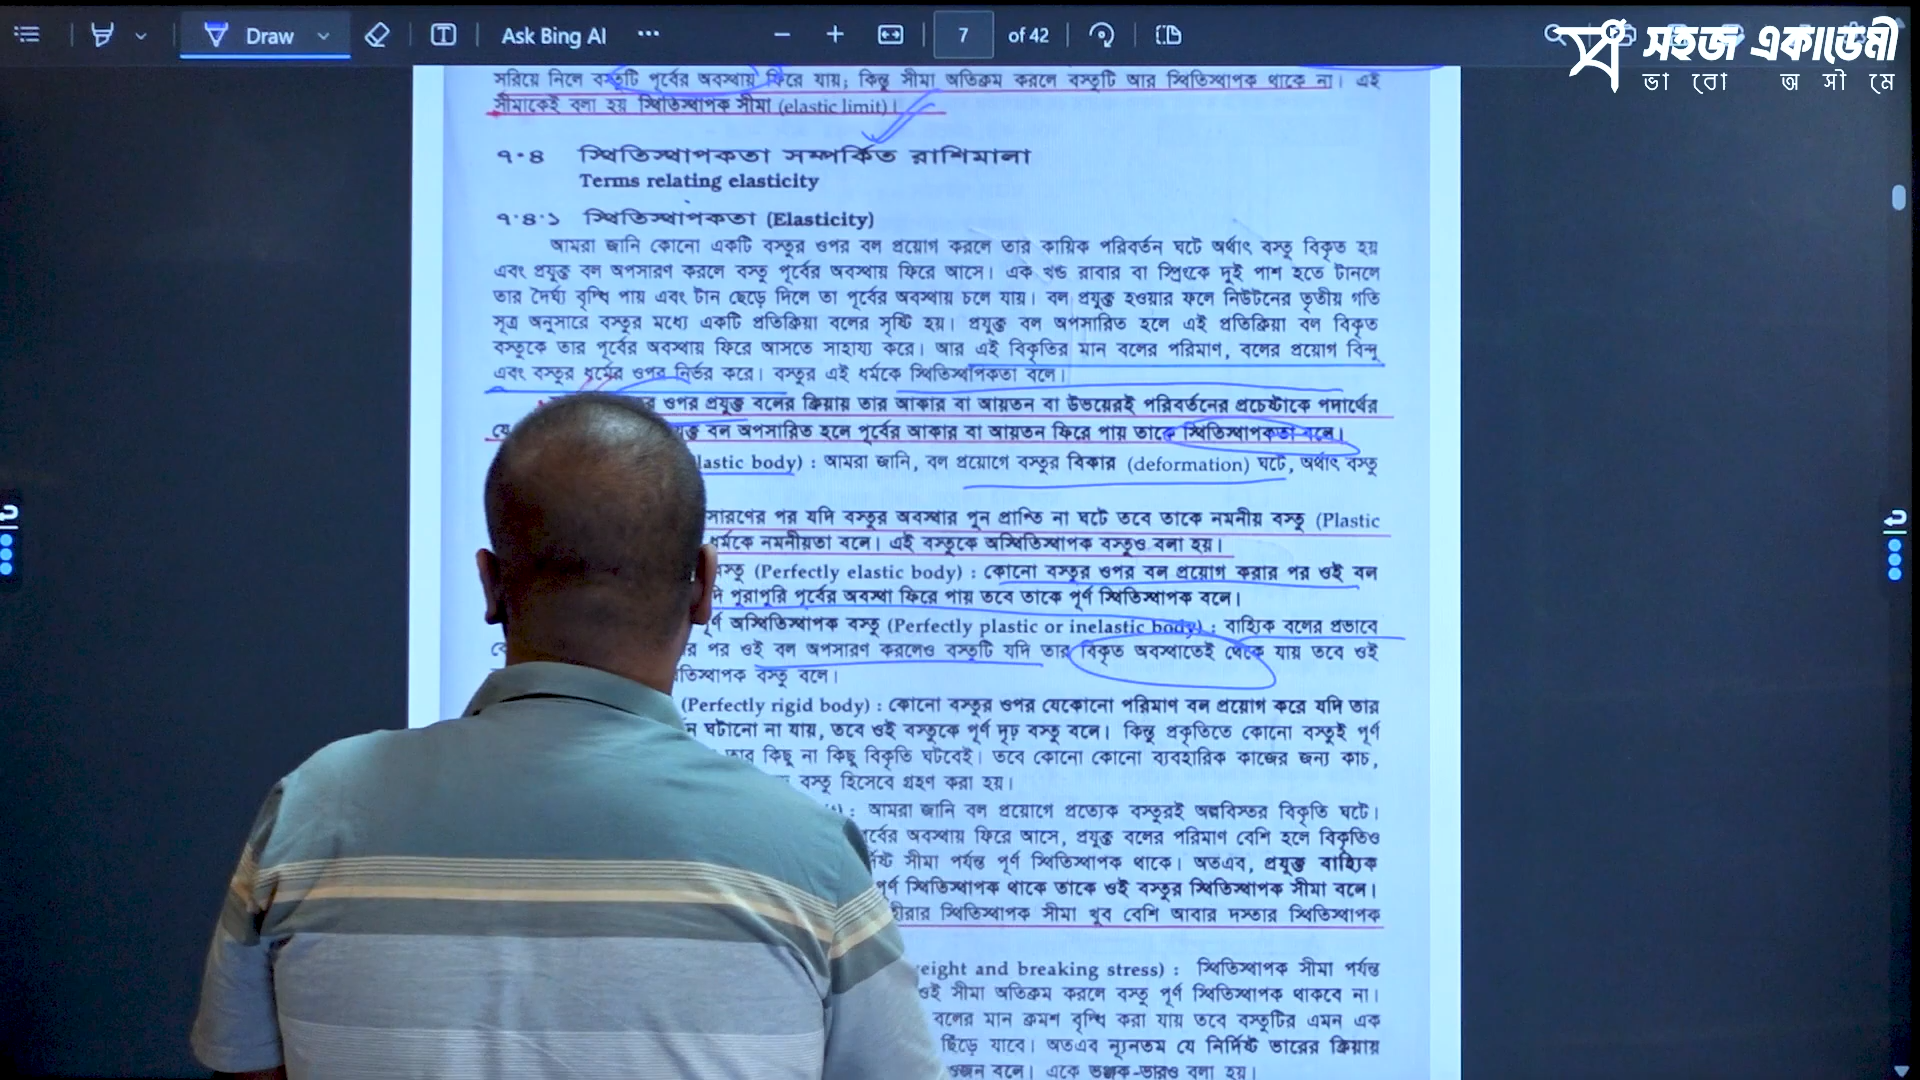 Draw
Ask Bing AI
7 of 42
সহজ একাডেমী
ভাবো অসীমে
সরিয়ে নিলে বস্তুটি পূর্বের অবস্থায় ফিরে যায়; কিন্তু সীমা অতিক্রম করলে বস্তুটি আর স্থিতিস্থাপক থাকে না। এই
সীমাকেই বলা হয় স্থিতিস্থাপক সীমা (elastic limit)।
৭·৪ স্থিতিস্থাপকতা সম্পর্কিত রাশিমালা
Terms relating elasticity
৭·৪·১ স্থিতিস্থাপকতা (Elasticity)
আমরা জানি কোনো একটি বস্তুর ওপর বল প্রয়োগ করলে তার কায়িক পরিবর্তন ঘটে অর্থাৎ বস্তু বিকৃত হয়
এবং প্রযুক্ত বল অপসারণ করলে বস্তু পূর্বের অবস্থায় ফিরে আসে। এক খন্ড রাবার বা স্প্রিংকে দুই পাশ হতে টানলে
তার দৈর্ঘ্য বৃদ্ধি পায় এবং টান ছেড়ে দিলে তা পূর্বের অবস্থায় চলে যায়। বল প্রযুক্ত হওয়ার ফলে নিউটনের তৃতীয় গতি
সূত্র অনুসারে বস্তুর মধ্যে একটি প্রতিক্রিয়া বলের সৃষ্টি হয়। প্রযুক্ত বল অপসারিত হলে এই প্রতিক্রিয়া বল বিকৃত
বস্তুকে তার পূর্বের অবস্থায় ফিরে আসতে সাহায্য করে। আর এই বিকৃতির মান বলের পরিমাণ, বলের প্রয়োগ বিন্দু
এবং বস্তুর ধর্মের ওপর নির্ভর করে। বস্তুর এই ধর্মকে স্থিতিস্থাপকতা বলে।
ওপর প্রযুক্ত বলের ক্রিয়ায় তার আকার বা আয়তন বা উভয়েরই পরিবর্তনের প্রচেষ্টাকে পদার্থের
বল অপসারিত হলে পূর্বের আকার বা আয়তন ফিরে পায় তাকে স্থিতিস্থাপকতা বলে।
lastic body) : আমরা জানি, বল প্রয়োগে বস্তুর বিকার (deformation) ঘটে, অর্থাৎ বস্তু
সারণের পর যদি বস্তুর অবস্থার পুন প্রাপ্তি না ঘটে তবে তাকে নমনীয় বস্তু (Plastic
ধর্মকে নমনীয়তা বলে। এই বস্তুকে অস্থিতিস্থাপক বস্তুও বলা হয়।
বস্তু (Perfectly elastic body) : কোনো বস্তুর ওপর বল প্রয়োগ করার পর ওই বল
পুরাপুরি পূর্বের অবস্থা ফিরে পায় তবে তাকে পূর্ণ স্থিতিস্থাপক বলে।
পূর্ণ অস্থিতিস্থাপক বস্তু (Perfectly plastic or inelastic body) : বাহ্যিক বলের প্রভাবে
র পর ওই বল অপসারণ করলেও বস্তুটি যদি তার বিকৃত অবস্থাতেই থেকে যায় তবে ওই
তিস্থাপক বস্তু বলে।
(Perfectly rigid body) : কোনো বস্তুর ওপর যেকোনো পরিমাণ বল প্রয়োগ করে যদি তার
ন ঘটানো না যায়, তবে ওই বস্তুকে পূর্ণ দৃঢ় বস্তু বলে। কিন্তু প্রকৃতিতে কোনো বস্তুই পূর্ণ
তার কিছু না কিছু বিকৃতি ঘটবেই। তবে কোনো কোনো ব্যবহারিক কাজের জন্য কাচ,
বস্তু হিসেবে গ্রহণ করা হয়।
: আমরা জানি বল প্রয়োগে প্রত্যেক বস্তুরই অল্পবিস্তর বিকৃতি ঘটে।
র্বের অবস্থায় ফিরে আসে, প্রযুক্ত বলের পরিমাণ বেশি হলে বিকৃতিও
সীমা পর্যন্ত পূর্ণ স্থিতিস্থাপক থাকে। অতএব, প্রযুক্ত বাহ্যিক
পূর্ণ স্থিতিস্থাপক থাকে তাকে ওই বস্তুর স্থিতিস্থাপক সীমা বলে।
হীরার স্থিতিস্থাপক সীমা খুব বেশি আবার দস্তার স্থিতিস্থাপক
eight and breaking stress) : স্থিতিস্থাপক সীমা পর্যন্ত
ওই সীমা অতিক্রম করলে বস্তু পূর্ণ স্থিতিস্থাপক থাকবে না।
বলের মান ক্রমশ বৃদ্ধি করা যায় তবে বস্তুটির এমন এক
ছিঁড়ে যাবে। অতএব ন্যূনতম যে নির্দিষ্ট ভারের ক্রিয়ায়
ওজন বলে। একে ভঞ্জক-ভারও বলা হয়।